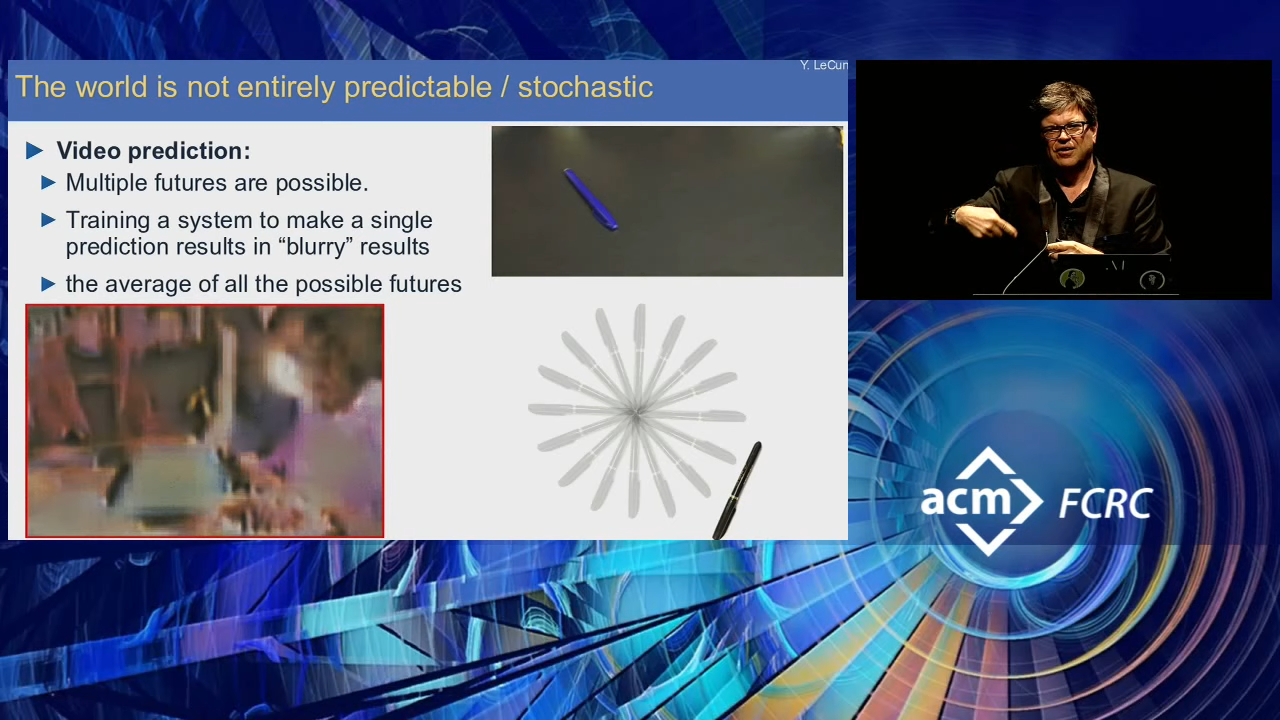 Y. LeCun
The world is not entirely predictable / stochastic
Video prediction:
Multiple futures are possible.
Training a system to make a single
prediction results in “blurry” results
the average of all the possible futures
acm FCRC